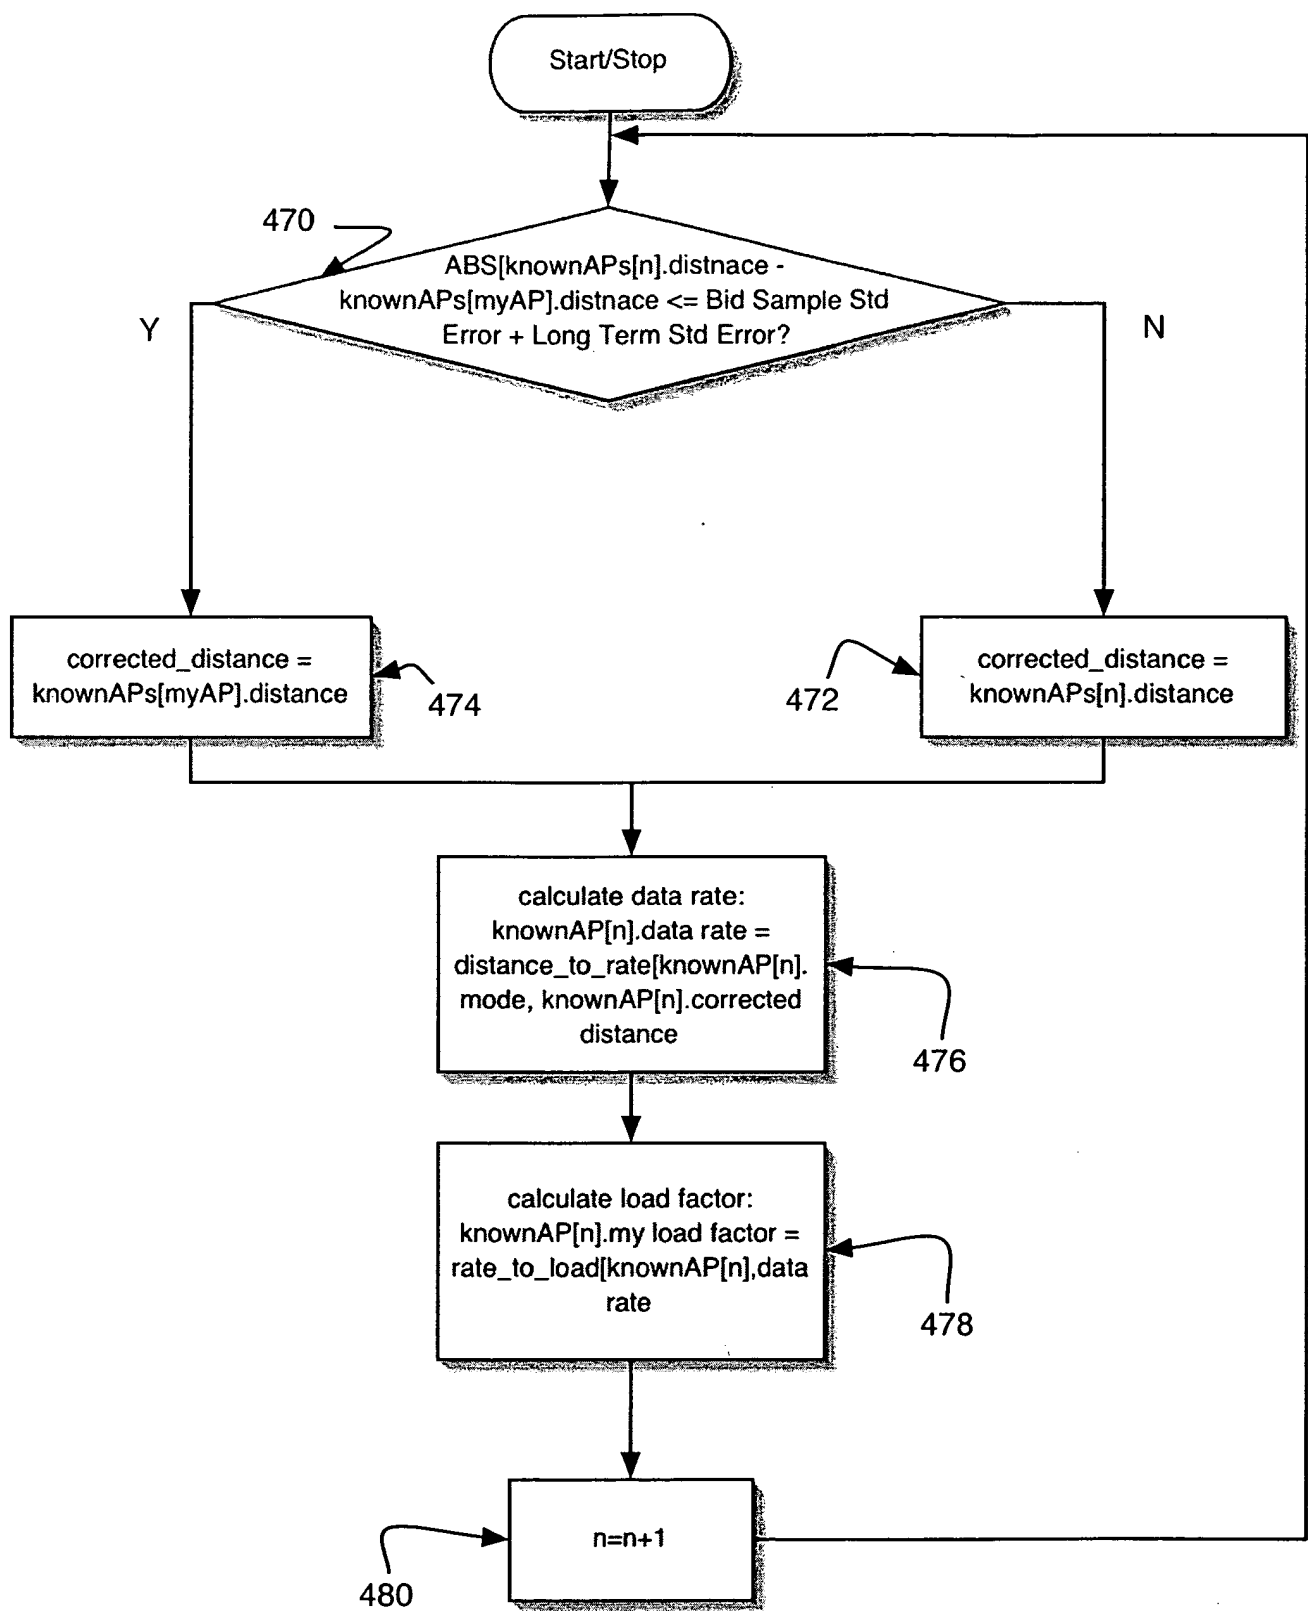 Start/Stop
470
ABS[knownAPs[n].distnace -
knownAPs[myAP].distnace <= Bid Sample Std
Error + Long Term Std Error?
Y
N
corrected_distance =
knownAPs[myAP].distance
474
472
corrected_distance =
knownAPs[n].distance
calculate data rate:
knownAP[n].data rate =
distance_to_rate[knownAP[n].
mode, knownAP[n].corrected
distance
476
calculate load factor:
knownAP[n].my load factor =
rate_to_load[knownAP[n],data
rate
478
n=n+1
480